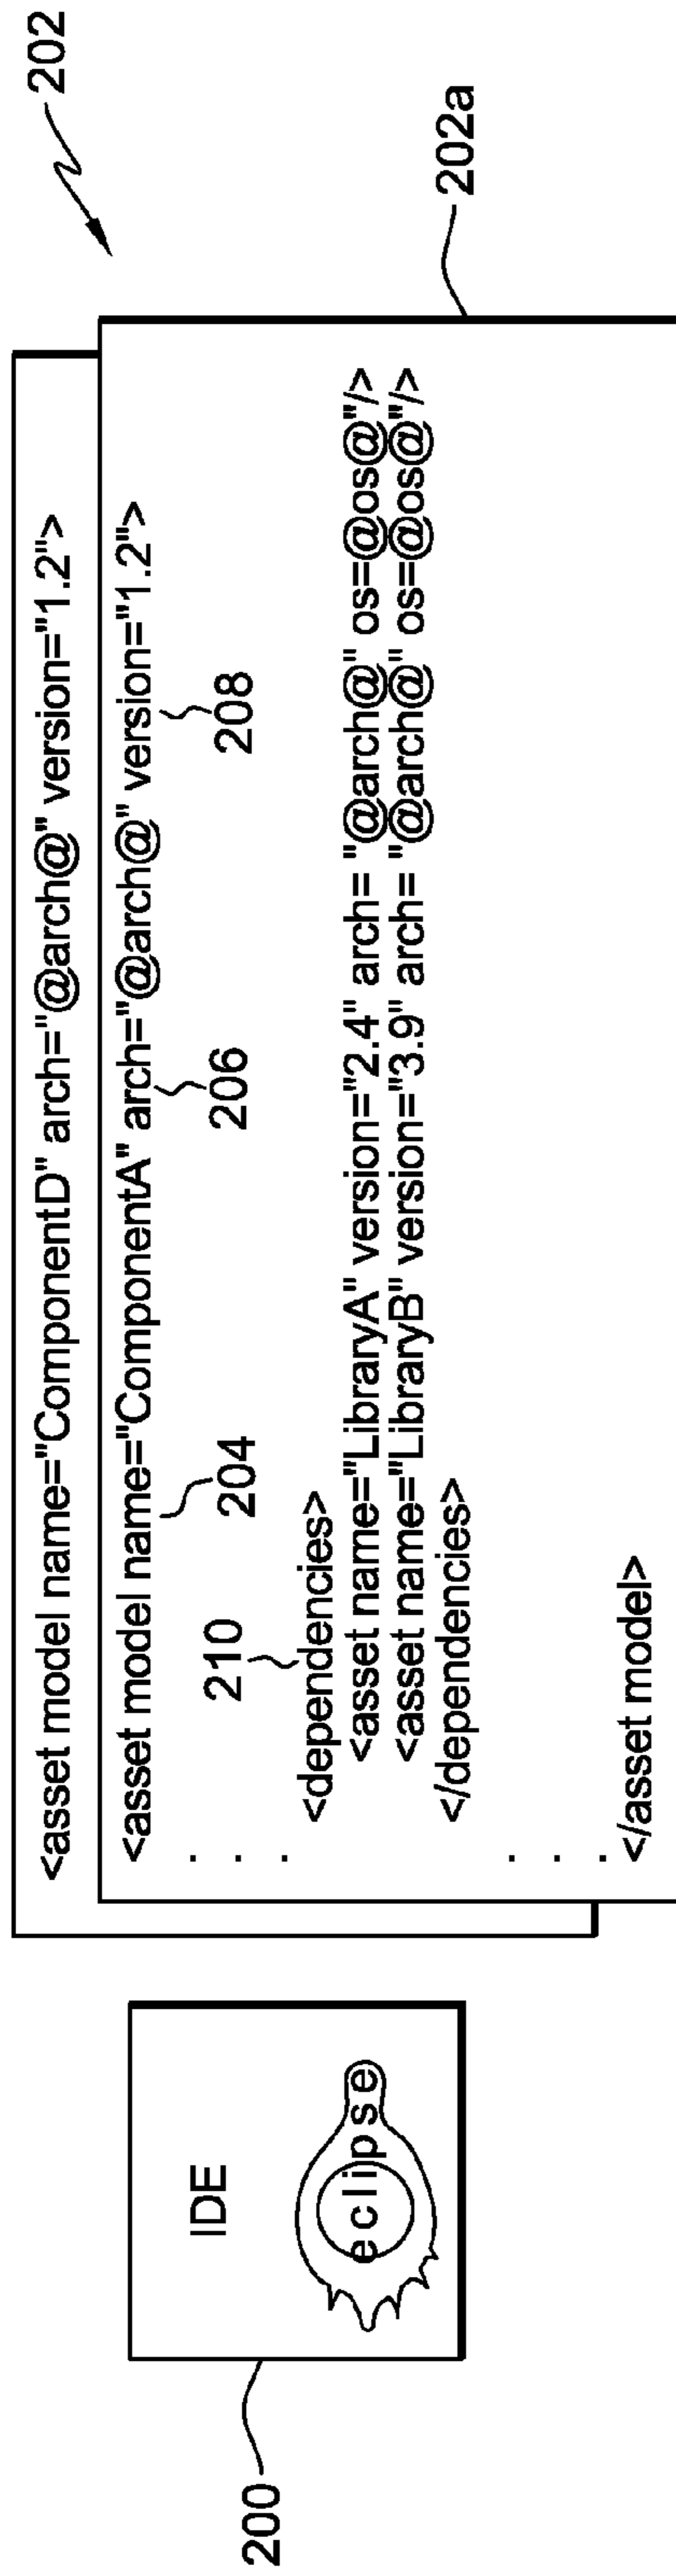 202
<asset model name="ComponentD" arch="@arch@" version="1.2">
<asset model name="ComponentA" arch="@arch@" version="1.2">
204
206
208
. . .
210
<dependencies>
<asset name="LibraryA" version="2.4" arch="@arch@" os=@os@"/>
<asset name="LibraryB" version="3.9" arch="@arch@" os=@os@"/>
</dependencies>
. . .
</asset model>
202a
IDE
eclipse
200